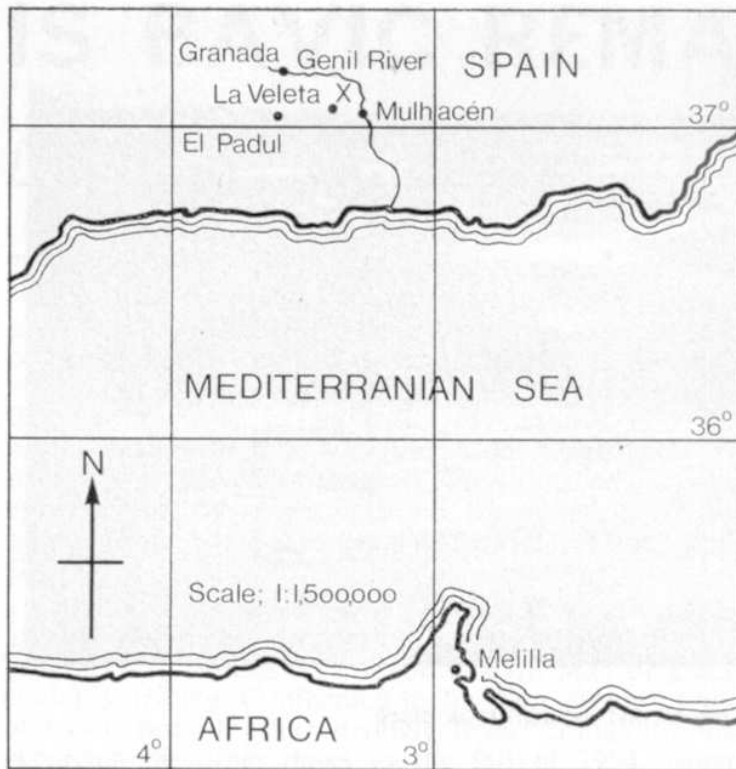 Granada
Genil River
SPAIN
La Veleta X
Mulhacén
37°
El Padul
MEDITERRANIAN SEA
36°
N
Scale; 1:1,500,000
Melilla
AFRICA
4°
3°